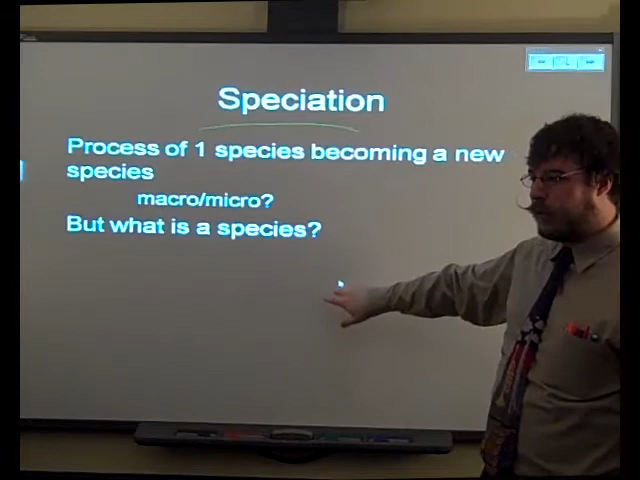 Speciation
Process of 1 species becoming a new
species
macro/micro?
But what is a species?